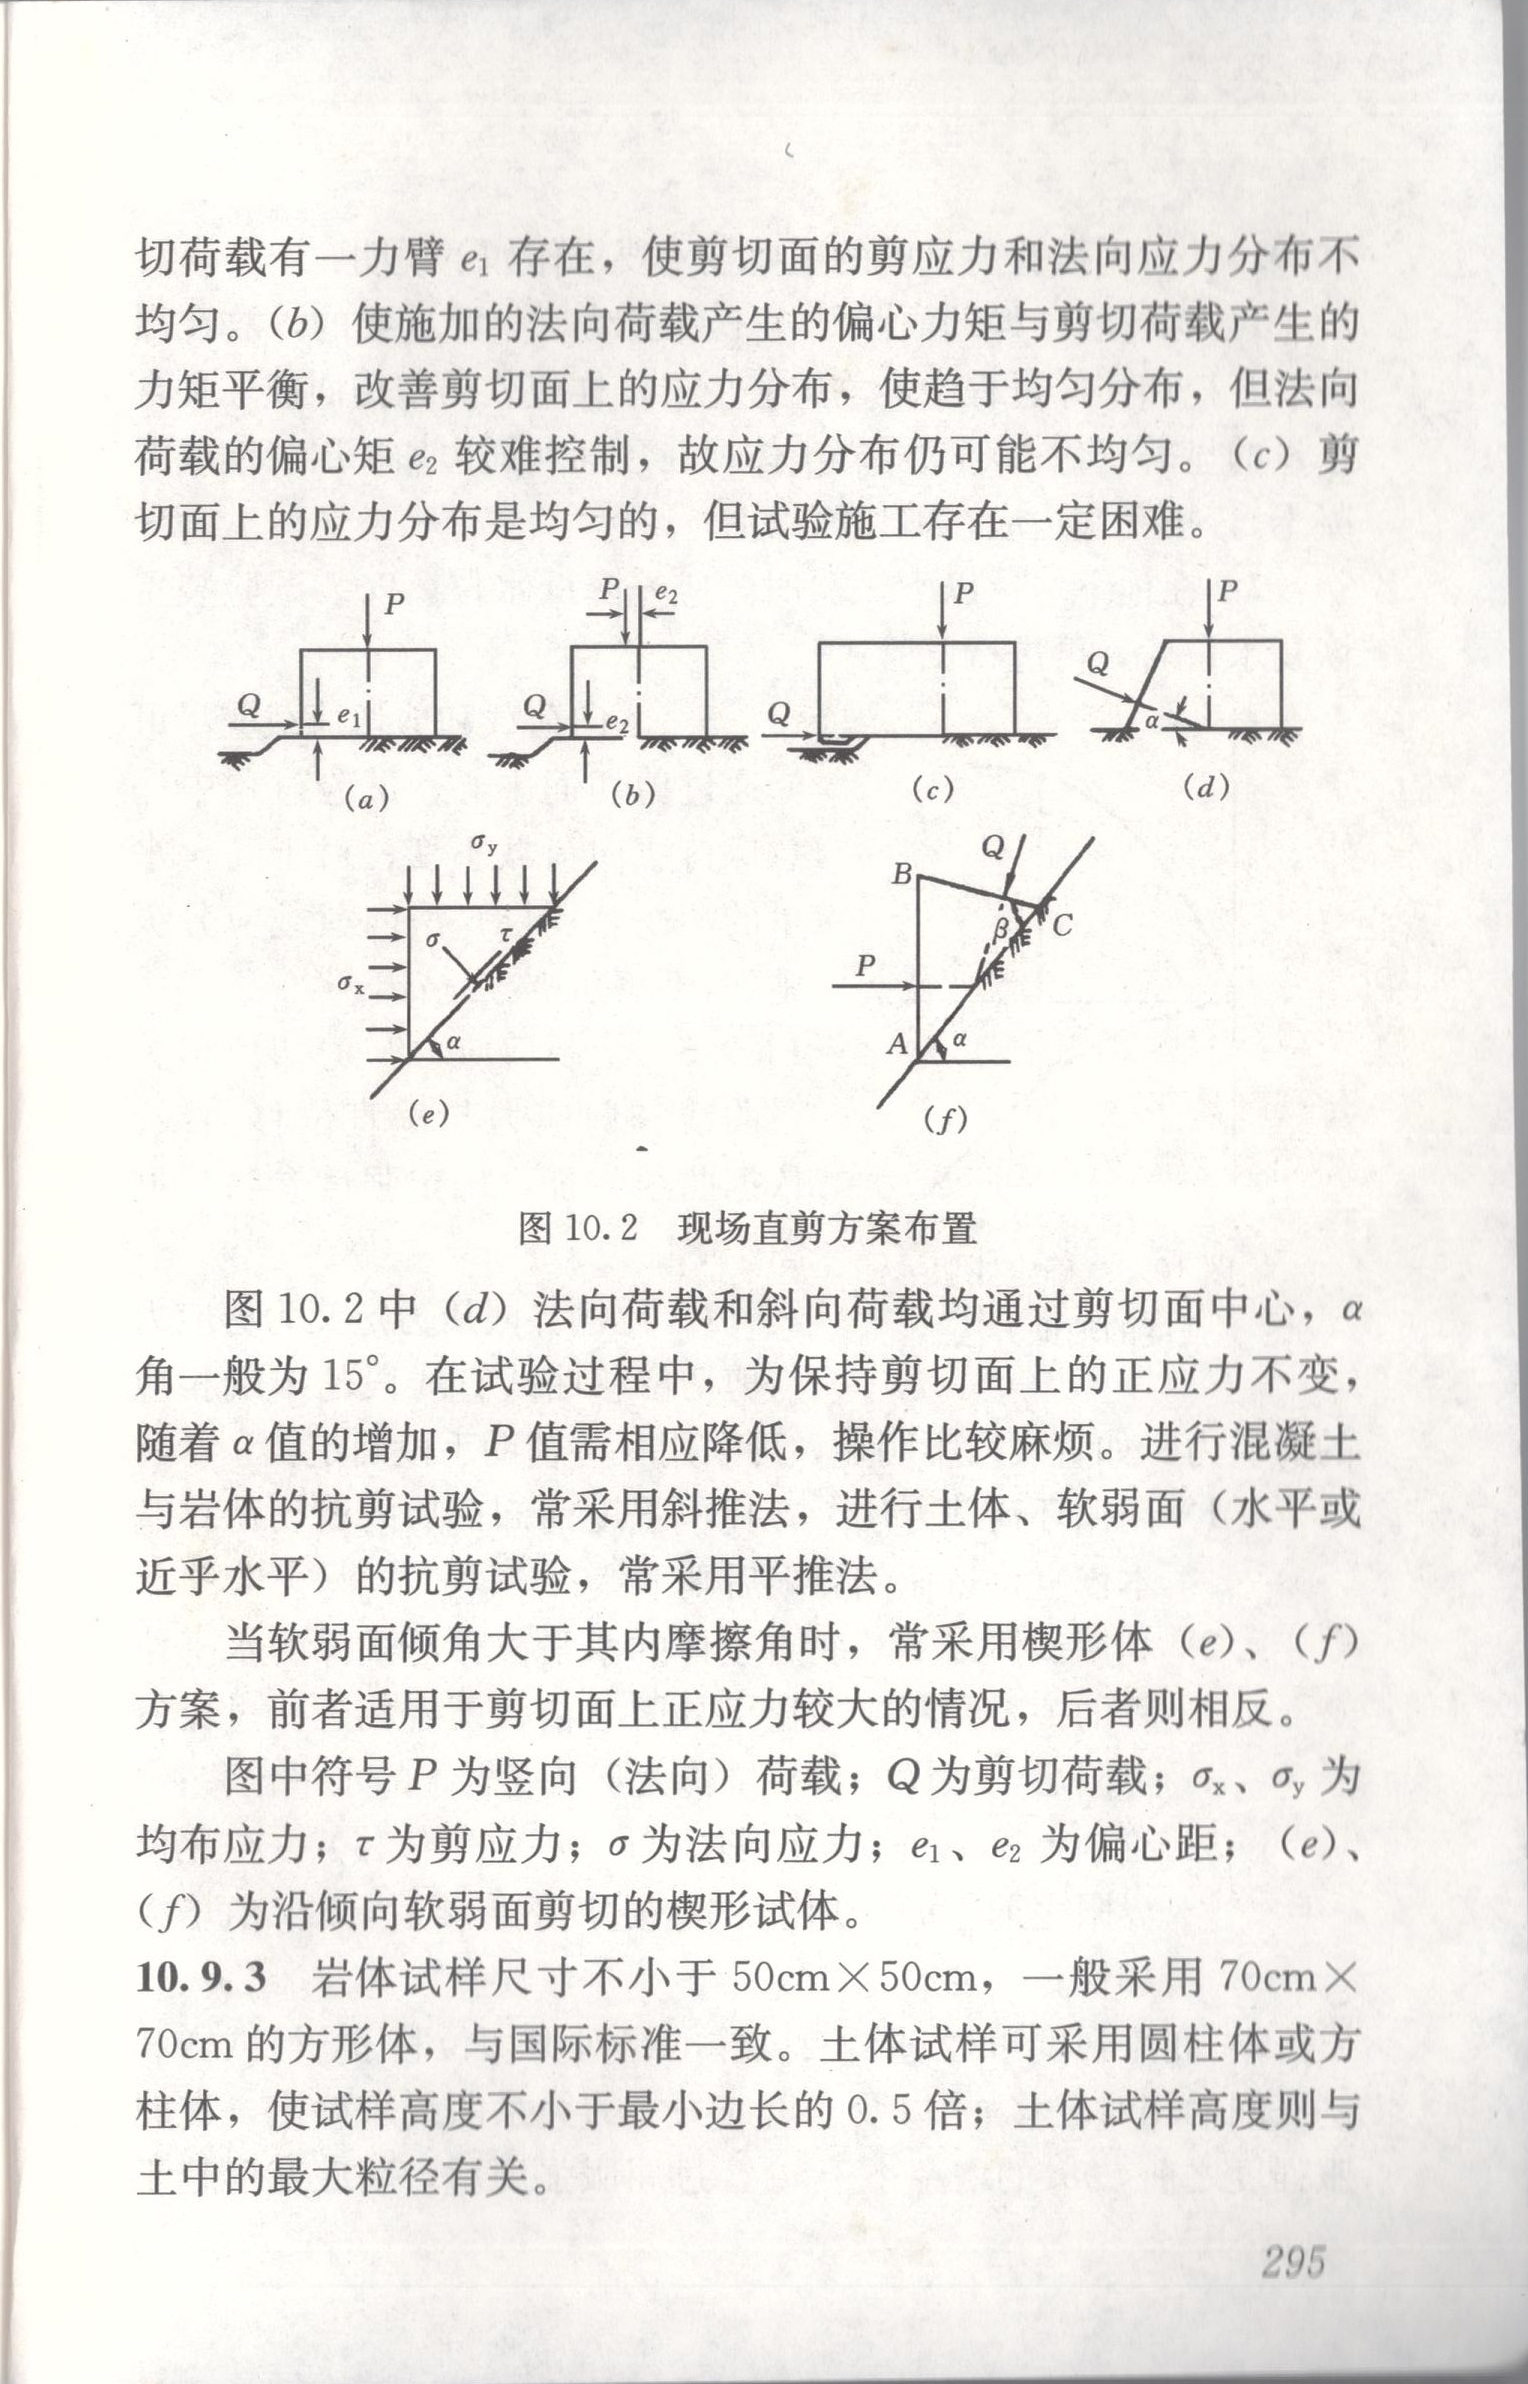 切荷载有一力臂 e₁ 存在，使剪切面的剪应力和法向应力分布不
均匀。（b）使施加的法向荷载产生的偏心力矩与剪切荷载产生的
力矩平衡，改善剪切面上的应力分布，使趋于均匀分布，但法向
荷载的偏心矩 e₂ 较难控制，故应力分布仍可能不均匀。（c）剪
切面上的应力分布是均匀的，但试验施工存在一定困难。
P
Q
e₁
(a)
P
e₂
Q
e₂
(b)
P
Q
(c)
P
Q
α
(d)
σy
σ
τ
σx
α
(e)
Q
B
β
C
P
A
α
(f)
图 10.2 现场直剪方案布置
图 10.2 中（d）法向荷载和斜向荷载均通过剪切面中心，α
角一般为 15°。在试验过程中，为保持剪切面上的正应力不变，
随着 α 值的增加，P 值需相应降低，操作比较麻烦。进行混凝土
与岩体的抗剪试验，常采用斜推法，进行土体、软弱面（水平或
近乎水平）的抗剪试验，常采用平推法。
当软弱面倾角大于其内摩擦角时，常采用楔形体（e）、（f）
方案，前者适用于剪切面上正应力较大的情况，后者则相反。
图中符号 P 为竖向（法向）荷载；Q 为剪切荷载；σx、σy 为
均布应力；τ 为剪应力；σ 为法向应力；e₁、e₂ 为偏心距；（e）、
（f）为沿倾向软弱面剪切的楔形试体。
10.9.3 岩体试样尺寸不小于 50cm×50cm，一般采用 70cm×
70cm 的方形体，与国际标准一致。土体试样可采用圆柱体或方
柱体，使试样高度不小于最小边长的 0.5 倍；土体试样高度则与
土中的最大粒径有关。
295